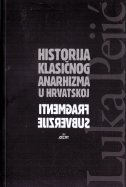 HISTORIJA
KLASIČNOG
ANARHIZMA
U HRVATSKOJ
FRAGMENTI
SUBVERZIJE
Luka Pejić